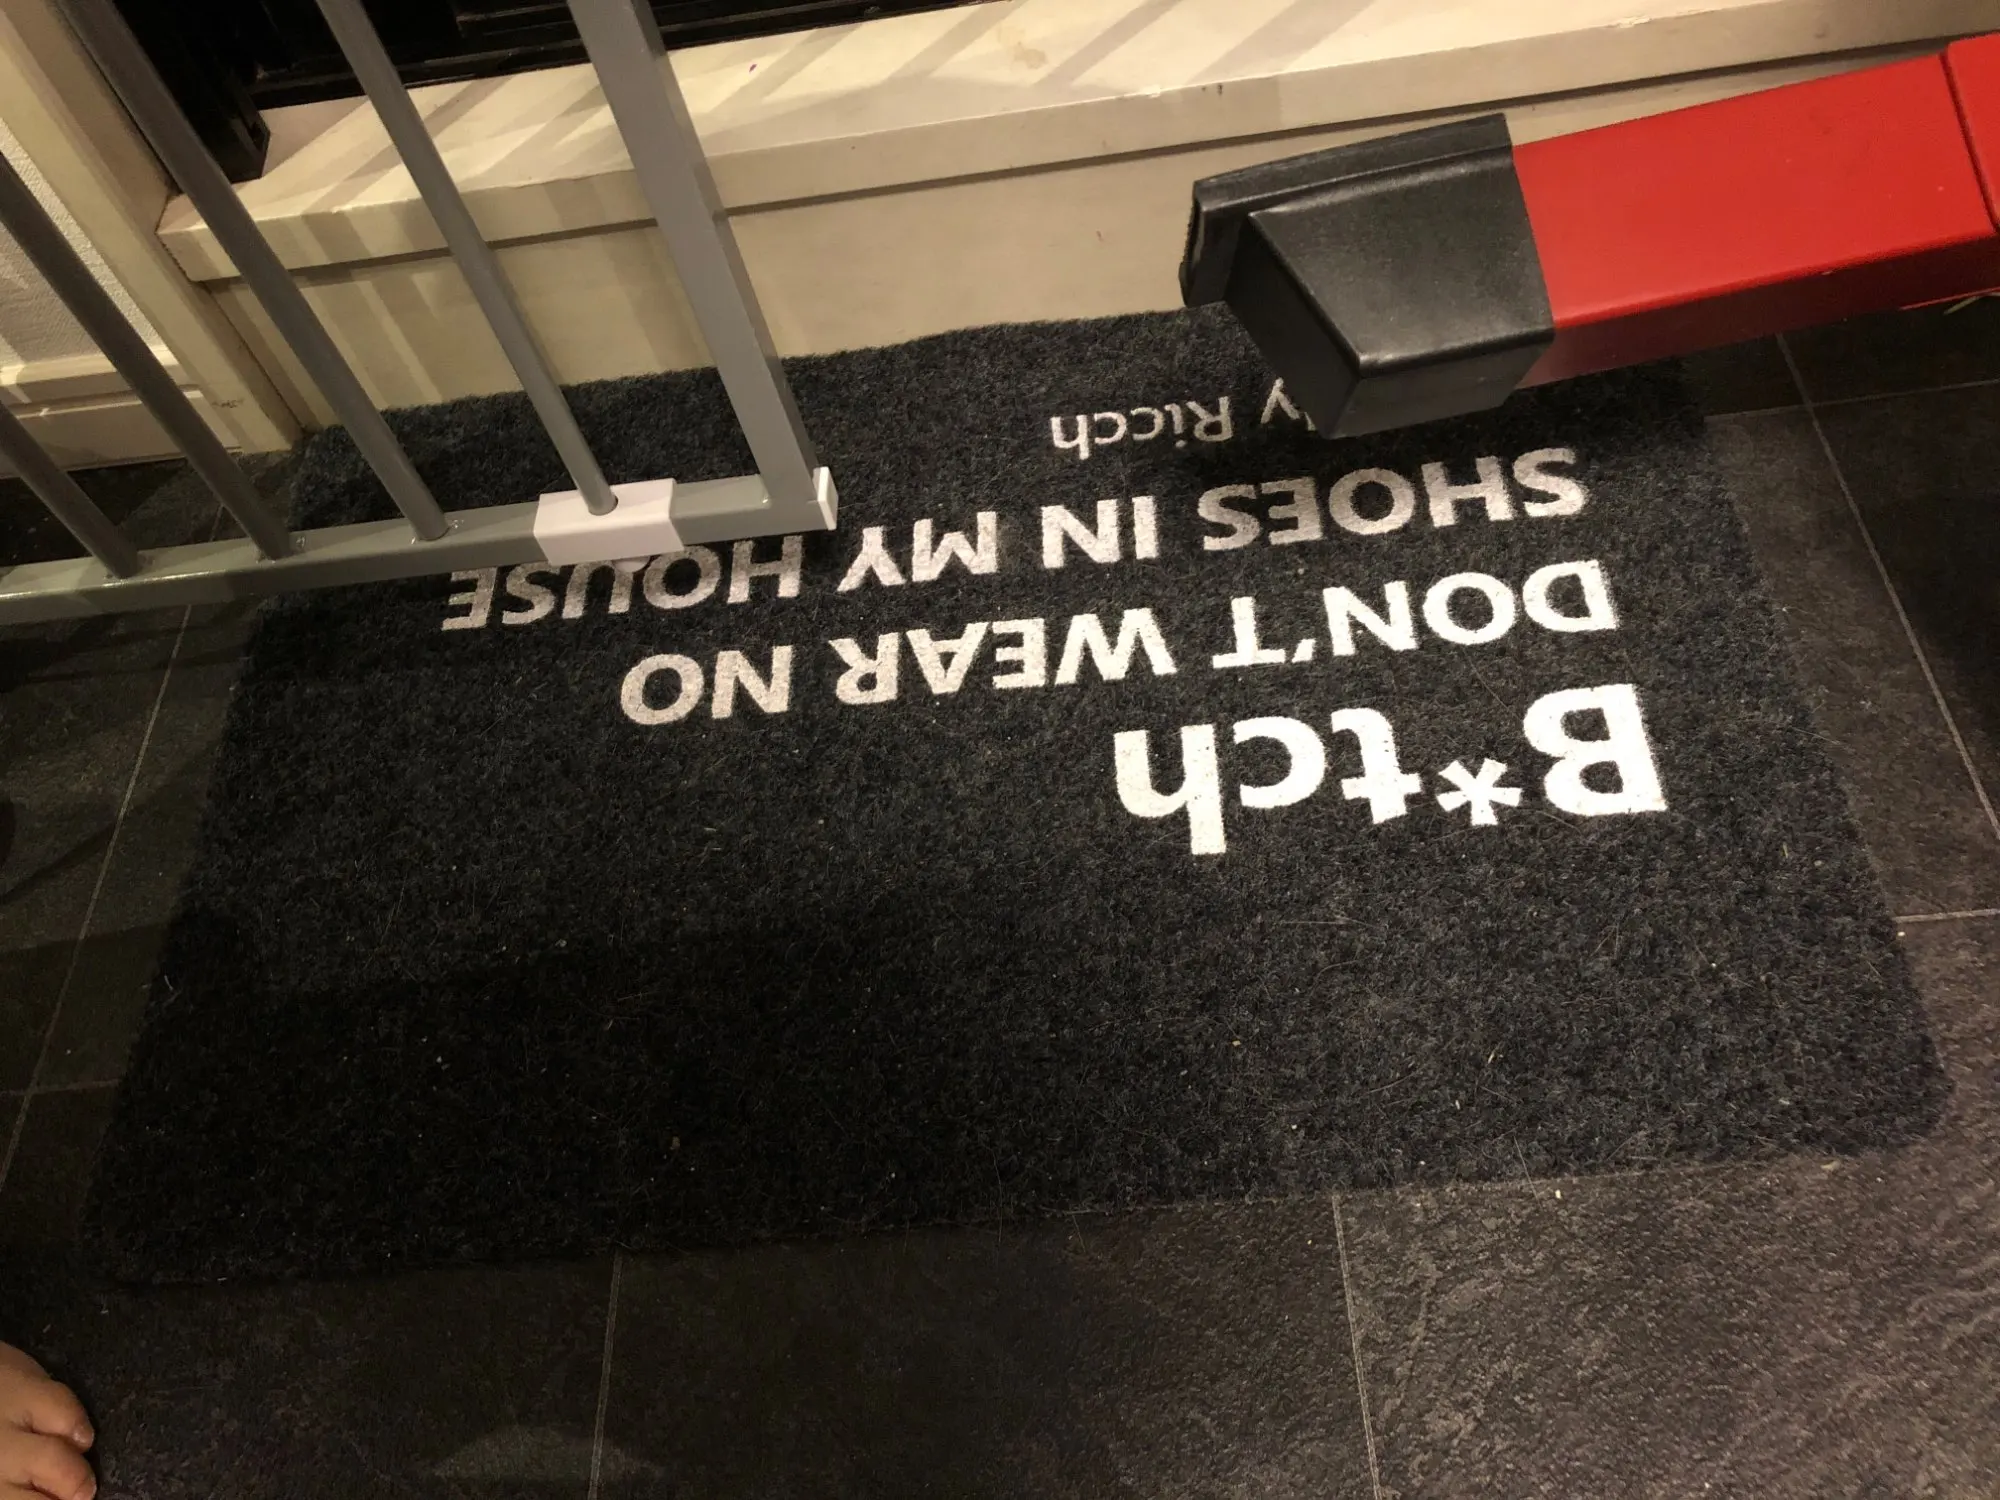 B*tch
DON'T WEAR NO
SHOES IN MY HOUSE
Ricch